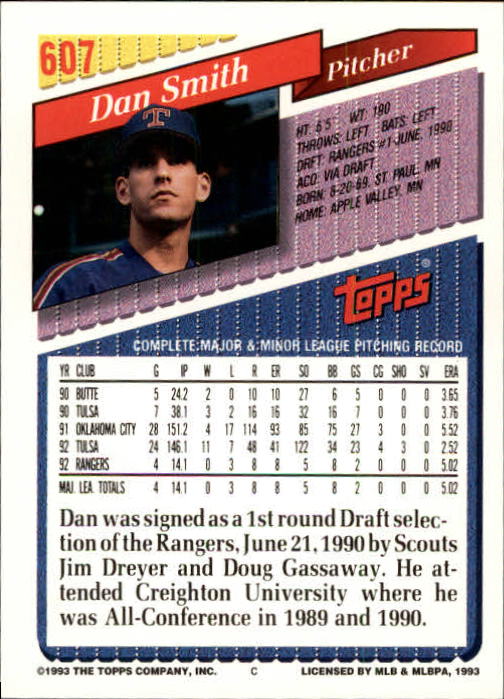 607
Dan Smith
Pitcher
HT: 6'5" WT: 190
THROWS: LEFT BATS: LEFT
DRFT: RANGERS #1-JUNE, 1990
ACQ: VIA DRAFT
BORN: 8-20-69, ST. PAUL, MN
HOME: APPLE VALLEY, MN
T
Topps®
COMPLETE MAJOR & MINOR LEAGUE PITCHING RECORD
YR CLUB G IP W L R ER SO BB GS CG SHO SV ERA
90 BUTTE 5 24.2 2 0 10 10 27 6 5 0 0 0 3.65
90 TULSA 7 38.1 3 2 16 16 32 16 7 0 0 0 3.76
91 OKLAHOMA CITY 28 151.2 4 17 114 93 85 75 27 3 0 0 5.52
92 TULSA 24 146.1 11 7 48 41 122 34 23 4 3 0 2.52
92 RANGERS 4 14.1 0 3 8 8 5 8 2 0 0 0 5.02
MAJ. LEA. TOTALS 4 14.1 0 3 8 8 5 8 2 0 0 0 5.02
Dan was signed as a 1st round Draft selec-
tion of the Rangers, June 21, 1990 by Scouts
Jim Dreyer and Doug Gassaway. He at-
tended Creighton University where he
was All-Conference in 1989 and 1990.
©1993 THE TOPPS COMPANY, INC. C LICENSED BY MLB & MLBPA, 1993